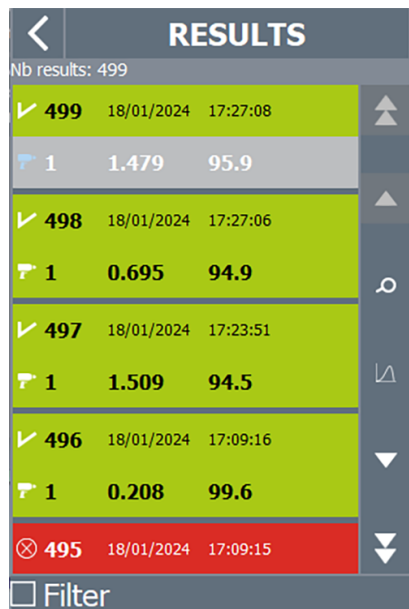 RESULTS
Nb results: 499
499 18/01/2024 17:27:08
1 1.479 95.9
498 18/01/2024 17:27:06
1 0.695 94.9
497 18/01/2024 17:23:51
1 1.509 94.5
496 18/01/2024 17:09:16
1 0.208 99.6
495 18/01/2024 17:09:15
Filter